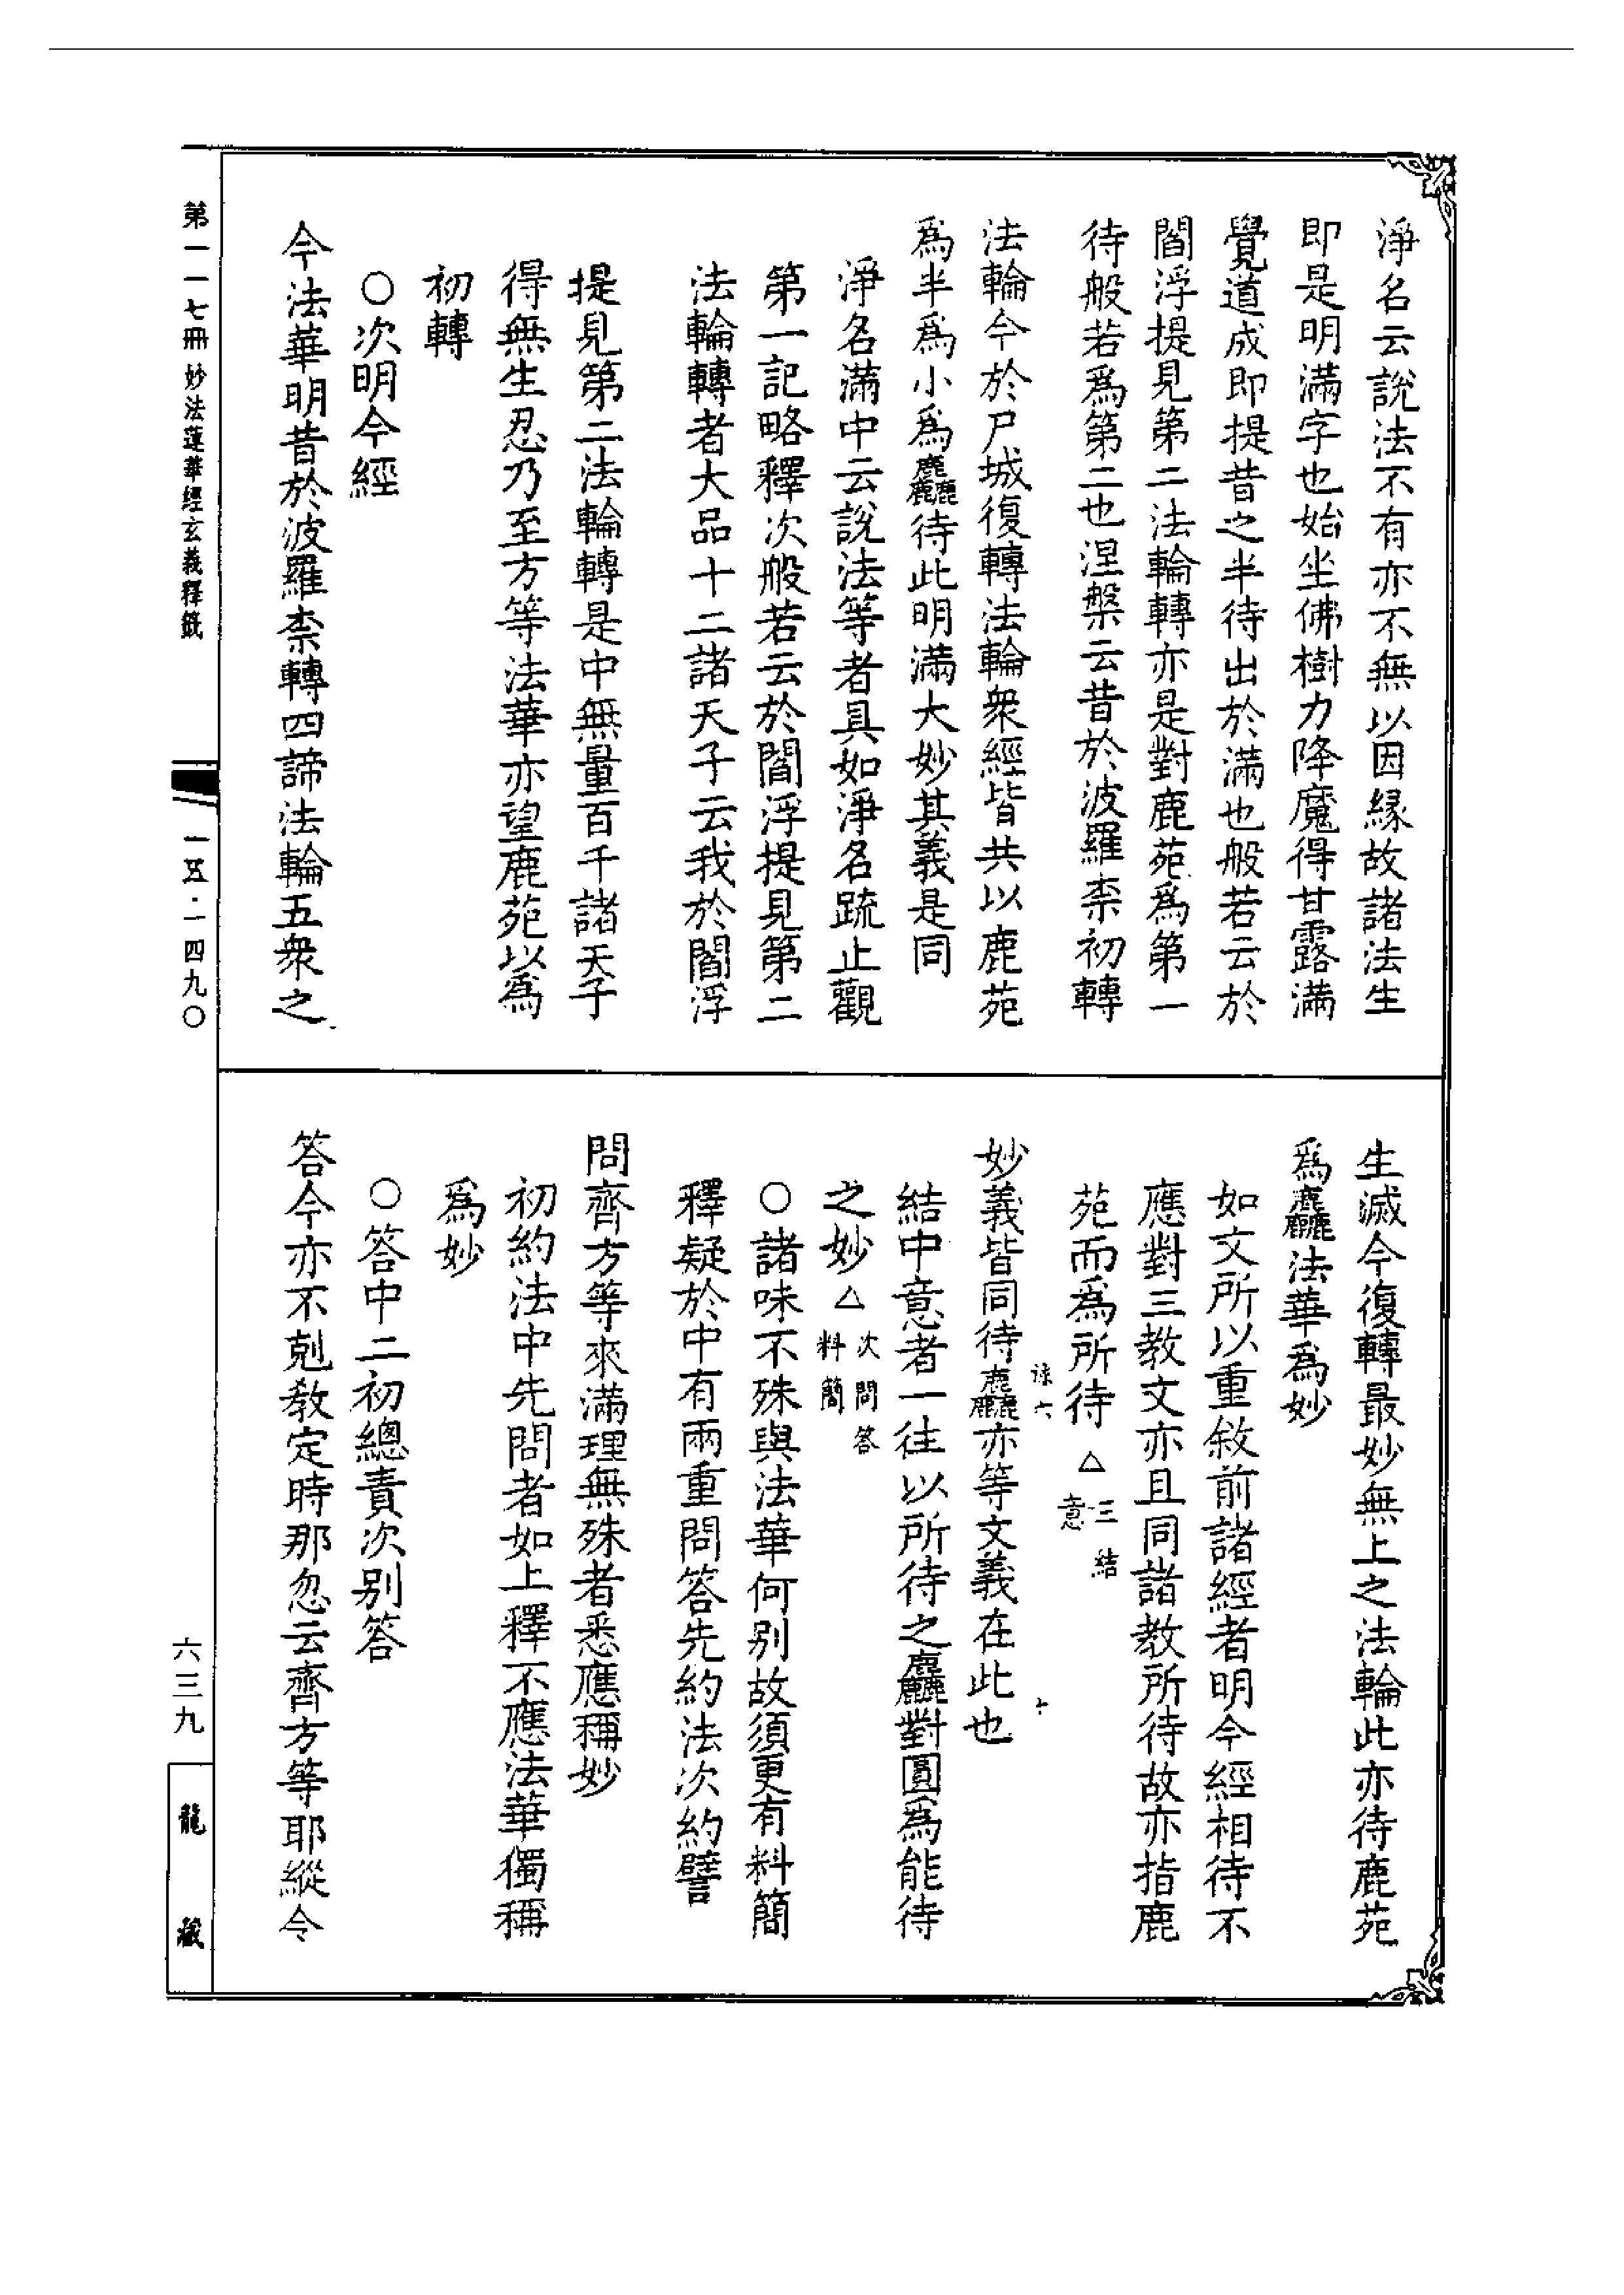 淨名云說法不有亦不無以因緣故諸法生
即是明滿字也始坐佛樹力降魔得甘露滿
覺道成即提昔之半待出於滿也般若云於
閻浮提見第二法輪轉亦是對鹿苑爲第一
待般若爲第二也涅槃云昔於波羅柰初轉
法輪今於尸城復轉法輪衆經皆共以鹿苑
爲半爲小爲麤待此明滿大妙其義是同
淨名滿中云說法等者具如淨名疏止觀
第一記略釋次般若云於閻浮提見第二
法輪轉者大品十二諸天子云我於閻浮
提見第二法輪轉是中無量百千諸天子
得無生忍乃至方等法華亦望鹿苑以爲
初轉
○次明今經
今法華明昔於波羅柰轉四諦法輪五衆之
生滅今復轉最妙無上之法輪此亦待鹿苑
爲麤法華爲妙
如文所以重敘前諸經者明今經相待不
應對三教文亦且同諸教所待故亦指鹿
苑而爲所待△三結意
妙義皆同待麤亦等文義在此也
結中意者一往以所待之麤對圓爲能待
之妙△次問答料簡
○諸味不殊與法華何別故須更有料簡
釋疑於中有兩重問答先約法次約譬
問齊方等來滿理無殊者悉應稱妙
初約法中先問者如上釋不應法華獨稱
爲妙
○答中二初總責次別答
答今亦不剋教定時那忽云齊方等耶縱令
第一一七冊 妙法蓮華經玄義釋籤
一五·一四九〇
六三九
龍藏